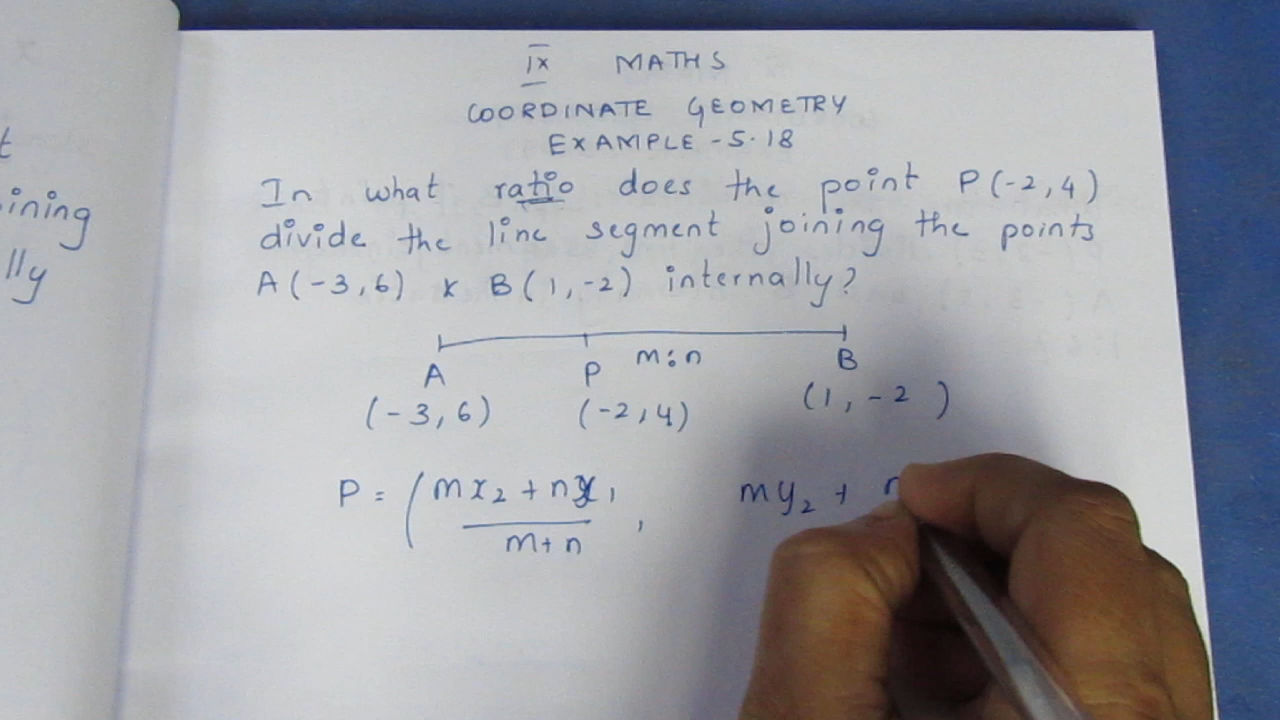 IX MATHS
COORDINATE GEOMETRY
EXAMPLE - 5.18
In what ratio does the point P(-2,4)
divide the line segment joining the points
A(-3,6) & B(1,-2) internally?
m:n
A P B
(-3,6) (-2,4) (1,-2)
P = ( mx₂ + nx₁ , my₂ + n
m+n
t
ining
lly